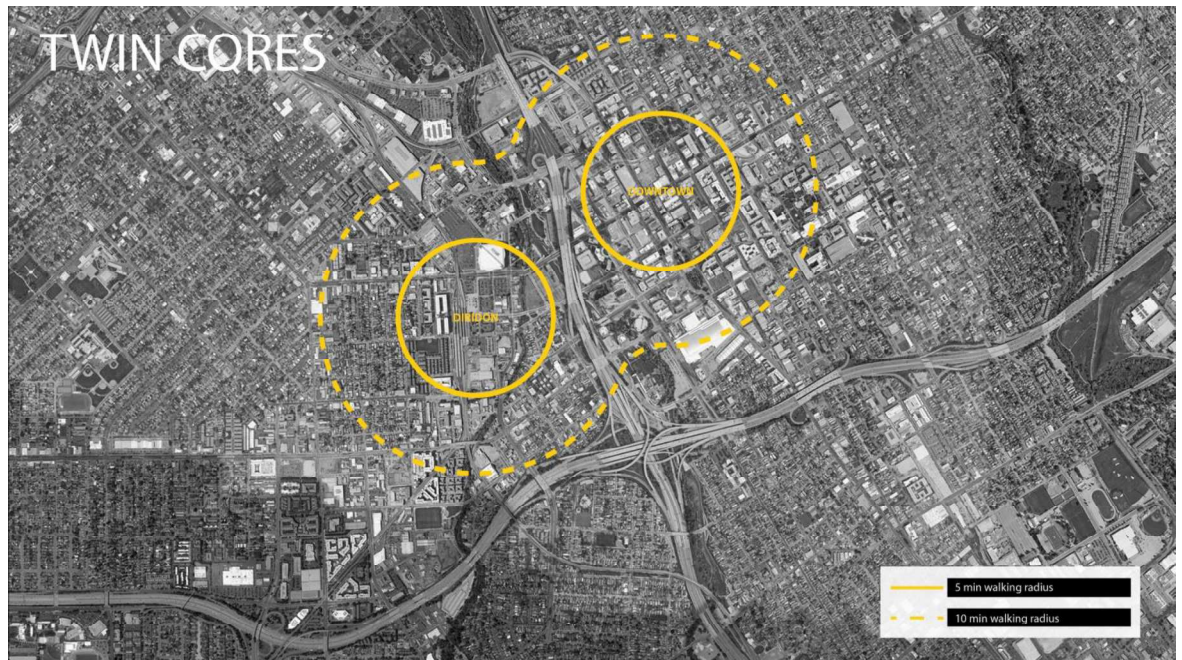 TWIN CORES
DOWNTOWN
DIRIDON
5 min walking radius
10 min walking radius